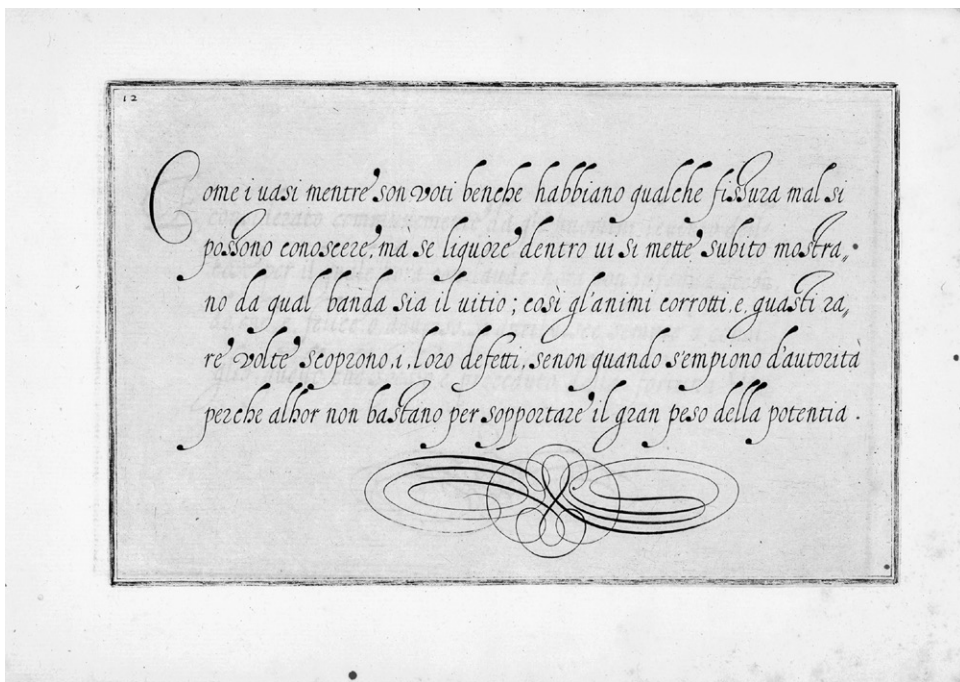 12
Come i uasi mentre son voti benche habbiano qualche fissura mal si
possono conoscere, mà se liquore dentro ui si mette subito mostra,,
no da qual banda sia il uitio; così gl'animi corrotti, e, guasti ra,,
re volte scoprono, i, loro defetti, senon quando s'empiono d'autorità
perche alhor non bastano per sopportare il gran peso della potentia.